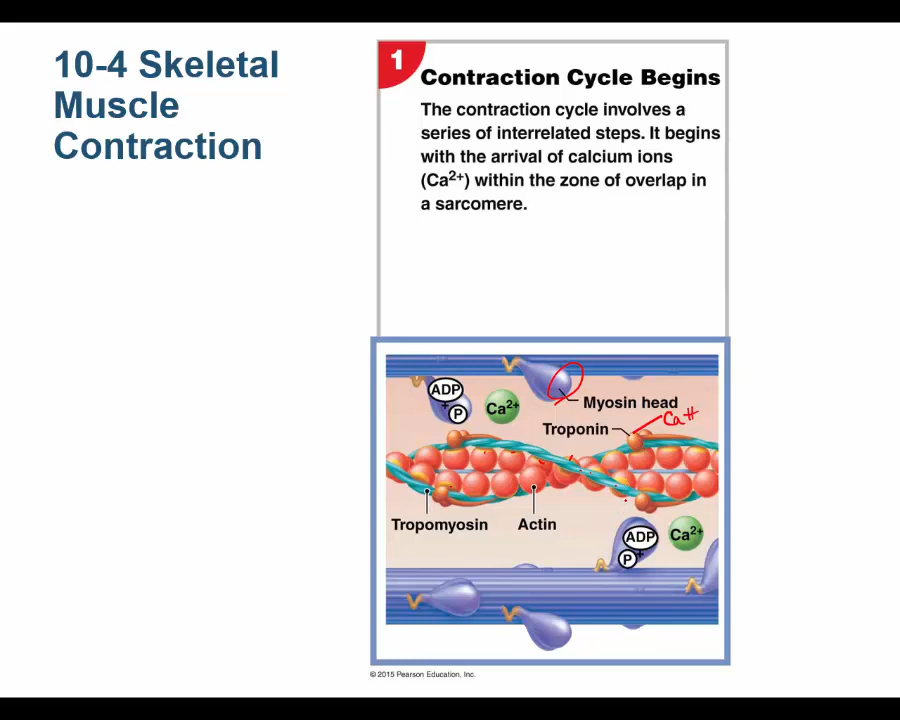 10-4 Skeletal
Muscle
Contraction
1
Contraction Cycle Begins
The contraction cycle involves a
series of interrelated steps. It begins
with the arrival of calcium ions
(Ca²⁺) within the zone of overlap in
a sarcomere.
ADP
+
P
Ca²⁺
Myosin head
Troponin
Ca++
Tropomyosin
Actin
ADP
+
P
Ca²⁺
© 2015 Pearson Education, Inc.